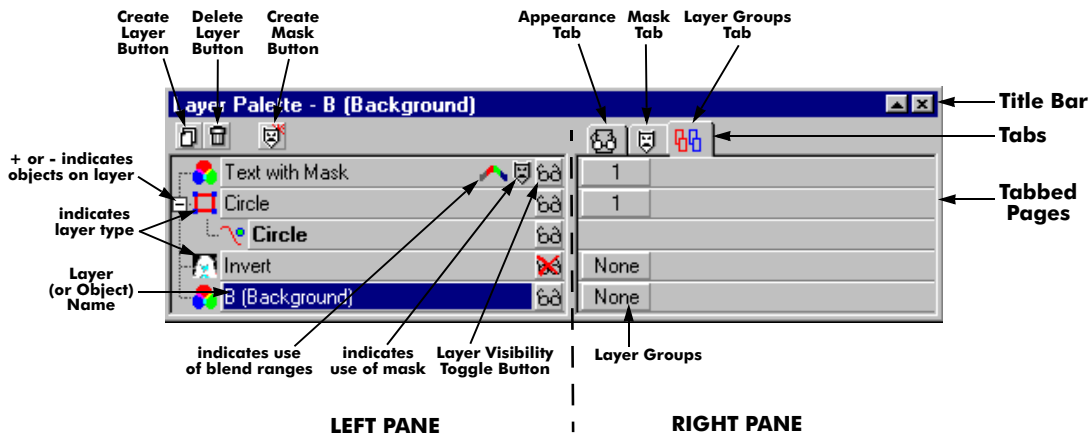 Create
Layer
Button
Delete
Layer
Button
Create
Mask
Button
Appearance
Tab
Mask
Tab
Layer Groups
Tab
Layer Palette - B (Background)
Title Bar
Tabs
+ or - indicates
objects on layer
Text with Mask
1
Circle
1
Tabbed
Pages
indicates
layer type
Circle
Invert
None
Layer
(or Object)
Name
B (Background)
None
indicates use
of blend ranges
indicates
use of mask
Layer Visibility
Toggle Button
Layer Groups
LEFT PANE
RIGHT PANE